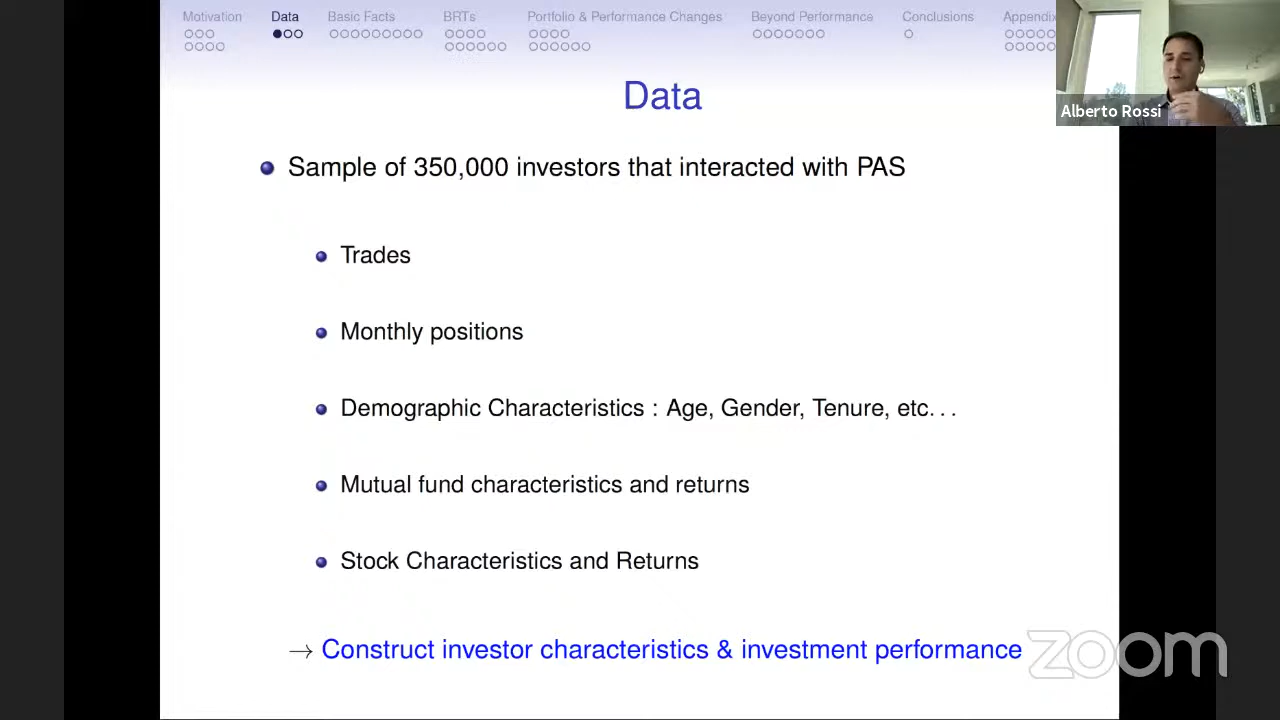 Motivation Data Basic Facts BRTs Portfolio & Performance Changes Beyond Performance Conclusions Appendix
Alberto Rossi
Data
Sample of 350,000 investors that interacted with PAS
Trades
Monthly positions
Demographic Characteristics : Age, Gender, Tenure, etc...
Mutual fund characteristics and returns
Stock Characteristics and Returns
→ Construct investor characteristics & investment performance
zoom